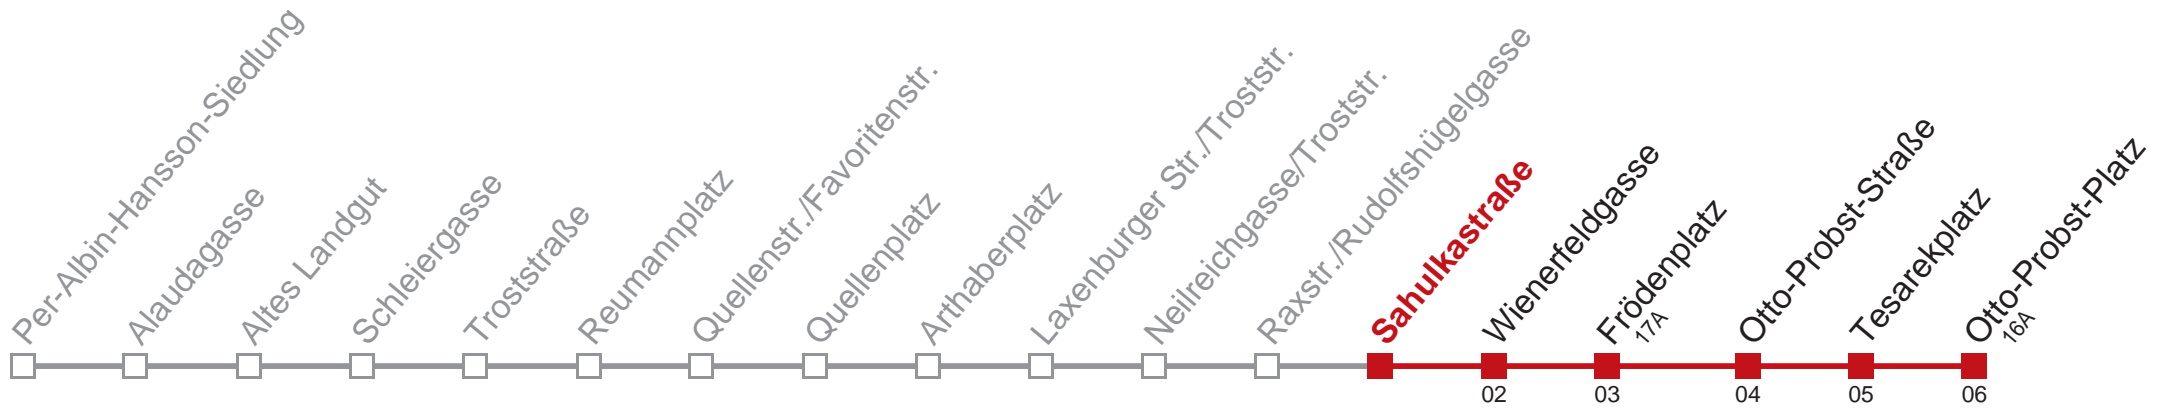 Per-Albin-Hansson-Siedlung
Alaudagasse
Altes Landgut
Schleiergasse
Troststraße
Reumannplatz
Quellenstr./Favoritenstr.
Quellenplatz
Arthaberplatz
Laxenburger Str./Troststr.
Neilreichgasse/Troststr.
Raxstr./Rudolfshügelgasse
Sahulkastraße
Wienerfeldgasse
Frödenplatz
17A
Otto-Probst-Straße
Tesarekplatz
Otto-Probst-Platz
16A
02
03
04
05
06